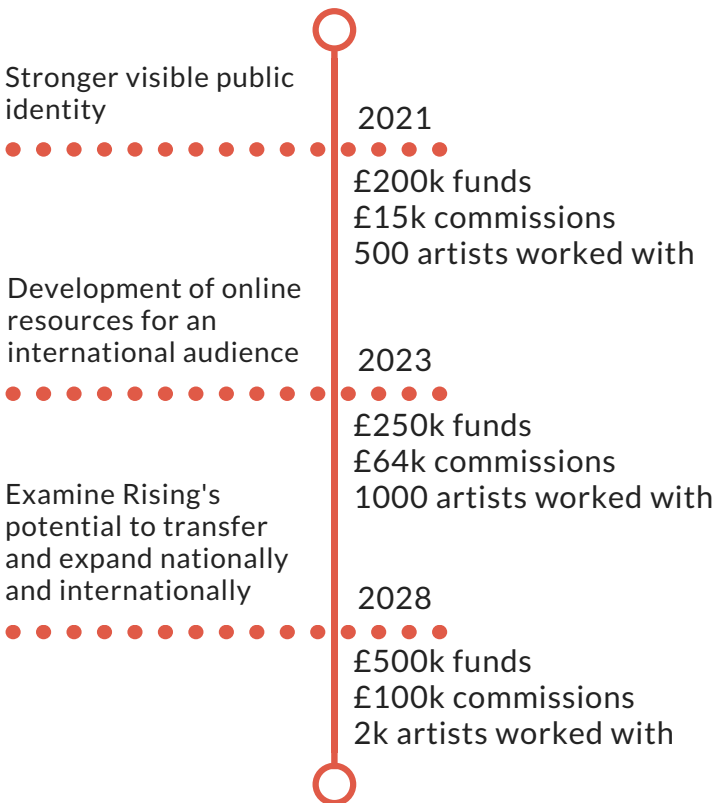 Stronger visible public
identity
2021
£200k funds
£15k commissions
500 artists worked with
Development of online
resources for an
international audience
2023
£250k funds
£64k commissions
1000 artists worked with
Examine Rising's
potential to transfer
and expand nationally
and internationally
2028
£500k funds
£100k commissions
2k artists worked with